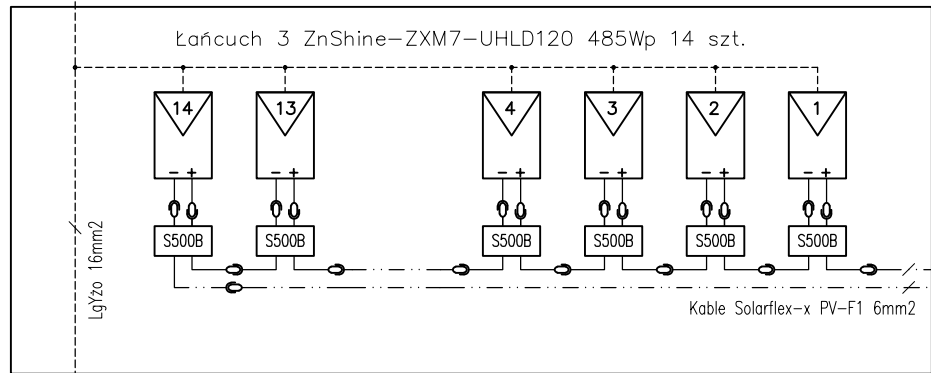 Łańcuch 3 ZnShine-ZXM7-UHLD120 485Wp 14 szt.
14 13 4 3 2 1
- + - + - + - + - + - +
S500B S500B S500B S500B S500B S500B
LgYżo 16mm2
Kable Solarflex-x PV-F1 6mm2